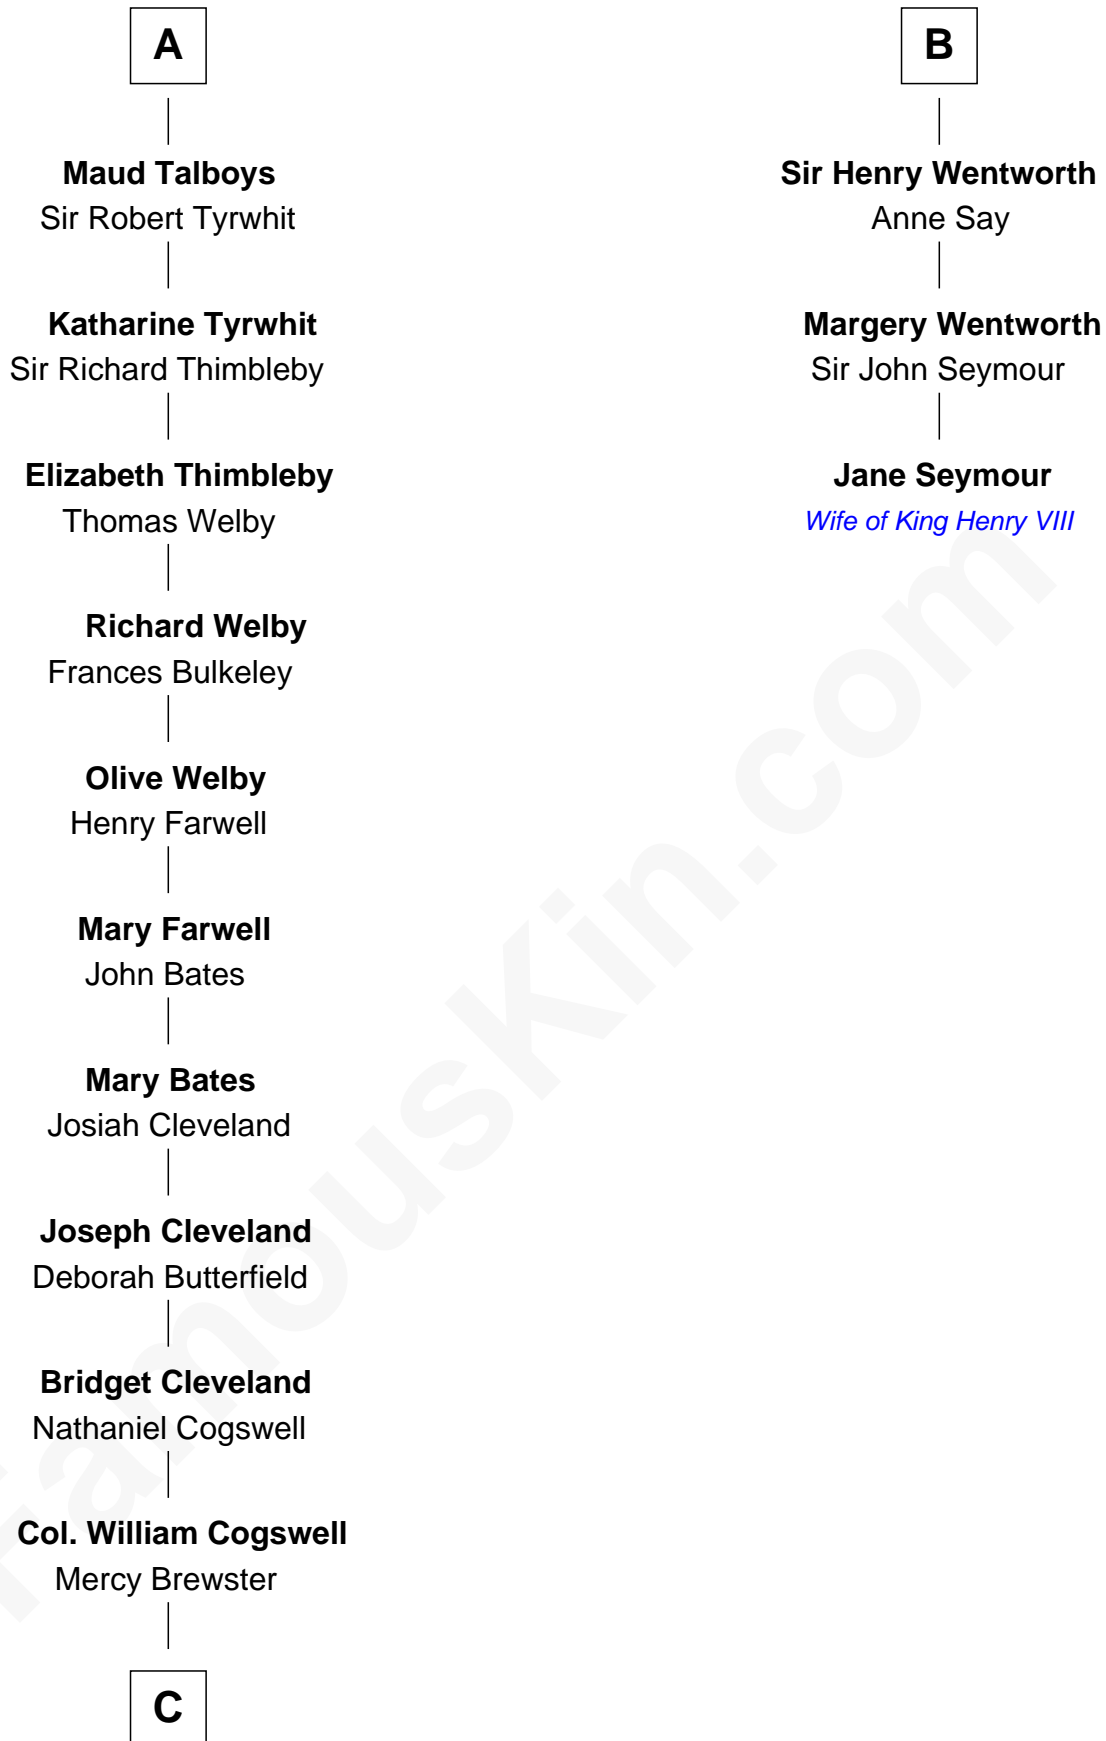 A
Maud Talboys
Sir Robert Tyrwhit
Katharine Tyrwhit
Sir Richard Thimbleby
Elizabeth Thimbleby
Thomas Welby
Richard Welby
Frances Bulkeley
Olive Welby
Henry Farwell
Mary Farwell
John Bates
Mary Bates
Josiah Cleveland
Joseph Cleveland
Deborah Butterfield
Bridget Cleveland
Nathaniel Cogswell
Col. William Cogswell
Mercy Brewster
C
B
Sir Henry Wentworth
Anne Say
Margery Wentworth
Sir John Seymour
Jane Seymour
Wife of King Henry VIII
FamousKin.com